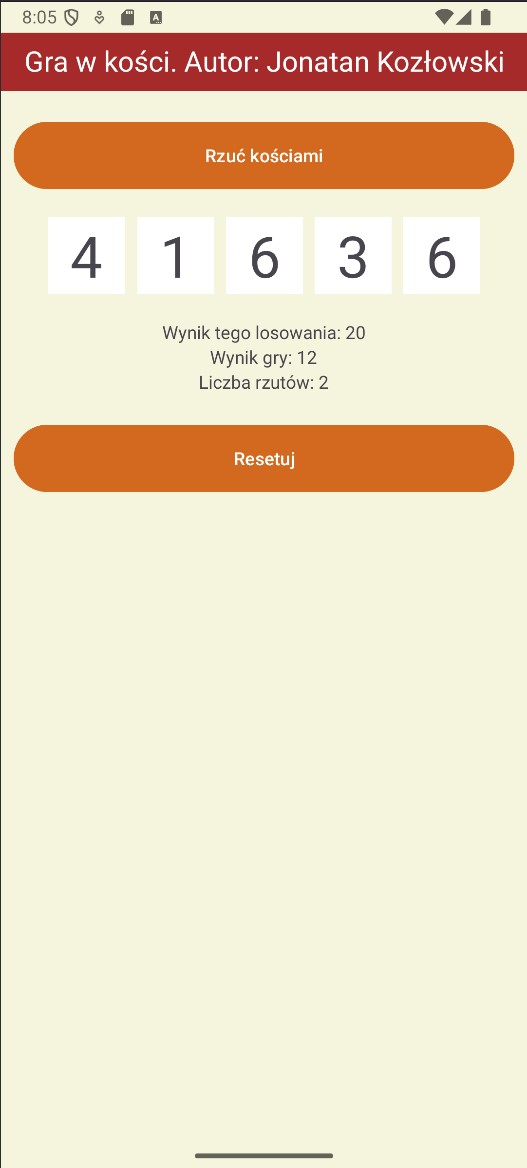 8:05
Gra w kości. Autor: Jonatan Kozłowski
Rzuć kościami
4 1 6 3 6
Wynik tego losowania: 20
Wynik gry: 12
Liczba rzutów: 2
Resetuj